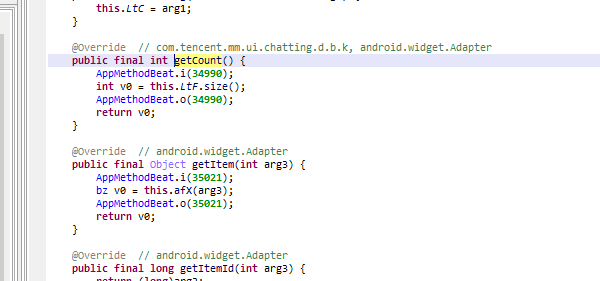 this.LtC = arg1;
}
@Override // com.tencent.mm.ui.chatting.d.b.k, android.widget.Adapter
public final int getCount() {
AppMethodBeat.i(34990);
int v0 = this.LtF.size();
AppMethodBeat.o(34990);
return v0;
}
@Override // android.widget.Adapter
public final Object getItem(int arg3) {
AppMethodBeat.i(35021);
bz v0 = this.afX(arg3);
AppMethodBeat.o(35021);
return v0;
}
@Override // android.widget.Adapter
public final long getItemId(int arg3) {
return (long)arg3;